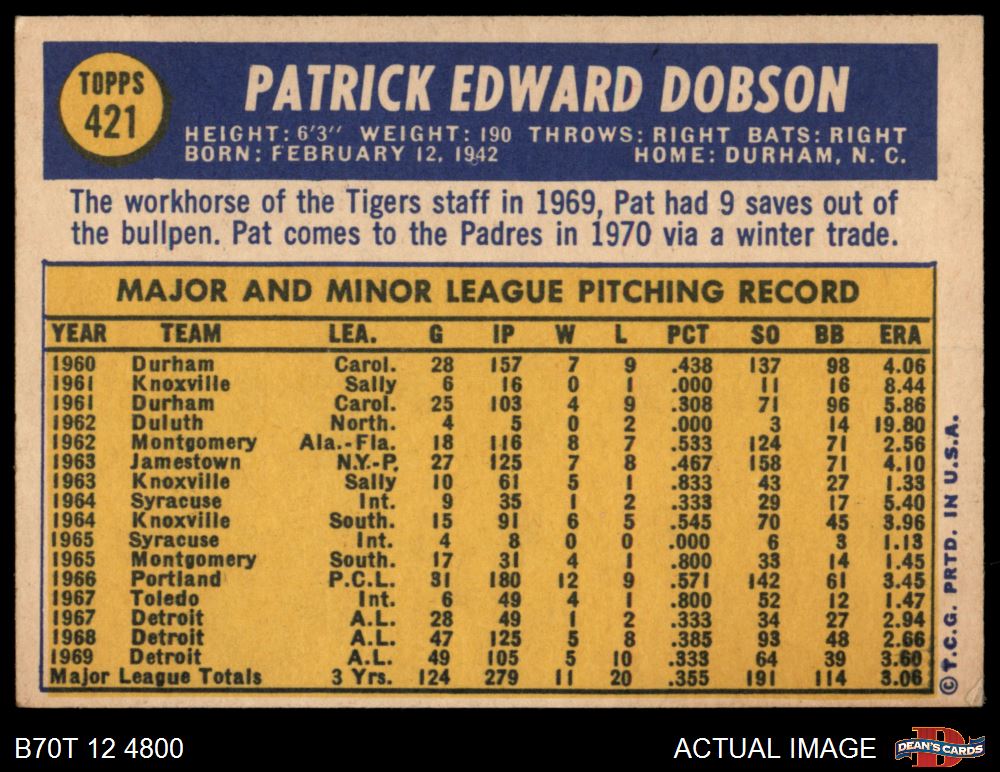 TOPPS
421
PATRICK EDWARD DOBSON
HEIGHT: 6'3" WEIGHT: 190 THROWS: RIGHT BATS: RIGHT
BORN: FEBRUARY 12, 1942 HOME: DURHAM, N. C.
The workhorse of the Tigers staff in 1969, Pat had 9 saves out of
the bullpen. Pat comes to the Padres in 1970 via a winter trade.
MAJOR AND MINOR LEAGUE PITCHING RECORD
YEAR TEAM LEA. G IP W L PCT SO BB ERA
1960 Durham Carol. 28 157 7 9 .438 137 98 4.06
1961 Knoxville Sally 6 16 0 1 .000 11 16 8.44
1961 Durham Carol. 25 103 4 9 .308 71 96 5.86
1962 Duluth North. 4 5 0 2 .000 3 14 19.80
1962 Montgomery Ala.-Fla. 18 116 8 7 .533 124 71 2.56
1963 Jamestown N.Y.-P. 27 125 7 8 .467 158 71 4.10
1963 Knoxville Sally 10 61 5 1 .833 43 27 1.33
1964 Syracuse Int. 9 35 1 2 .333 29 17 5.40
1964 Knoxville South. 15 91 6 5 .545 70 45 3.96
1965 Syracuse Int. 4 8 0 0 .000 6 3 1.13
1965 Montgomery South. 17 31 4 1 .800 33 14 1.45
1966 Portland P.C.L. 31 180 12 9 .571 142 61 3.45
1967 Toledo Int. 6 49 4 1 .800 52 12 1.47
1967 Detroit A.L. 28 49 1 2 .333 34 27 2.94
1968 Detroit A.L. 47 125 5 8 .385 93 48 2.66
1969 Detroit A.L. 49 105 5 10 .333 64 39 3.60
Major League Totals 3 Yrs. 124 279 11 20 .355 191 114 3.06
© T.C.G. PRTD. IN U.S.A.
B70T 12 4800
ACTUAL IMAGE
D
DEAN'S CARDS